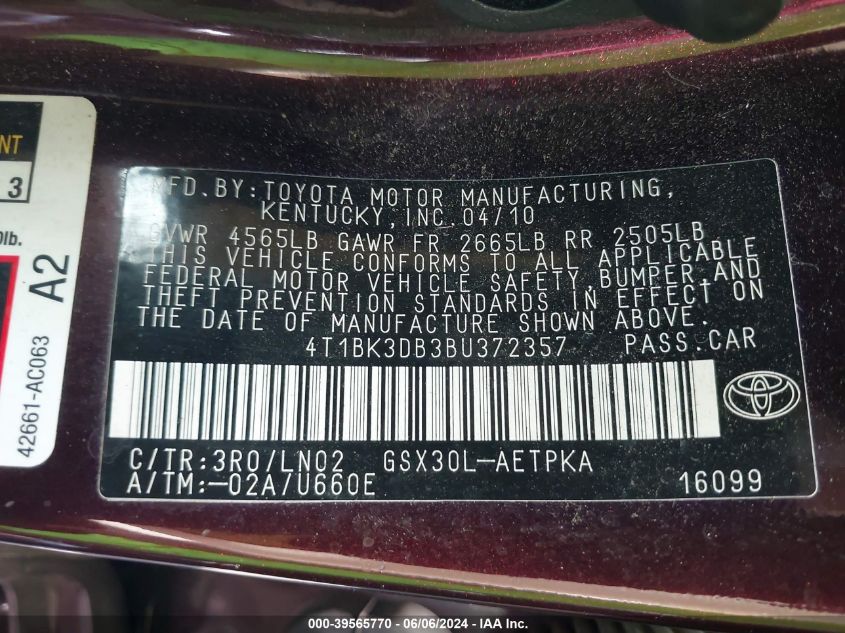 NT
3
0lb.
A2
42661-AC063
MFD. BY: TOYOTA MOTOR MANUFACTURING,
KENTUCKY, INC. 04/10
GVWR 4565LB GAWR FR 2665LB RR 2505LB
THIS VEHICLE CONFORMS TO ALL APPLICABLE
FEDERAL MOTOR VEHICLE SAFETY, BUMPER, AND
THEFT PREVENTION STANDARDS IN EFFECT ON
THE DATE OF MANUFACTURE SHOWN ABOVE.
4T1BK3DB3BU372357 PASS.CAR
C/TR:3R0/LN02 GSX30L-AETPKA
A/TM:-02A/U660E 16099
000-39565770 - 06/06/2024 - IAA Inc.